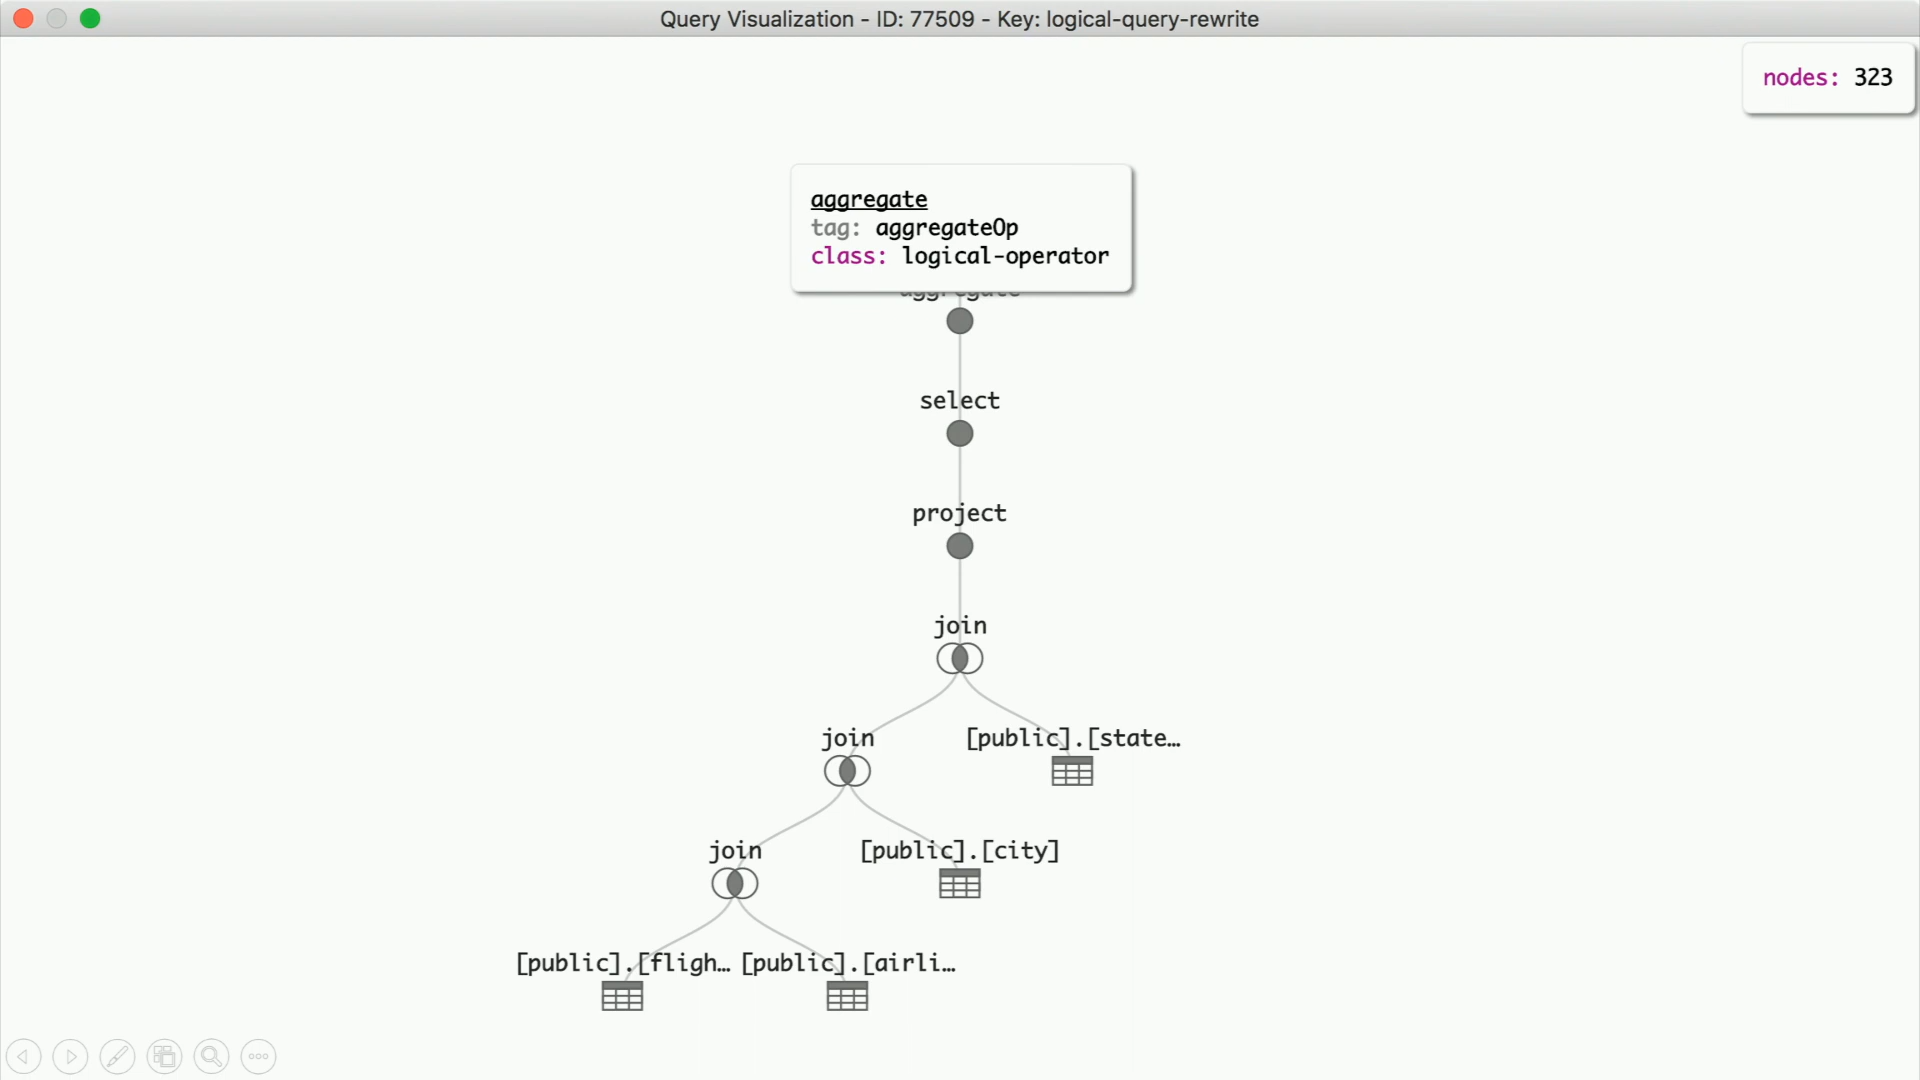 Query Visualization - ID: 77509 - Key: logical-query-rewrite
nodes: 323
aggregate
tag: aggregateOp
class: logical-operator
aggregate
select
project
join
join
[public].[state…
join
[public].[city]
[public].[fligh…
[public].[airli…